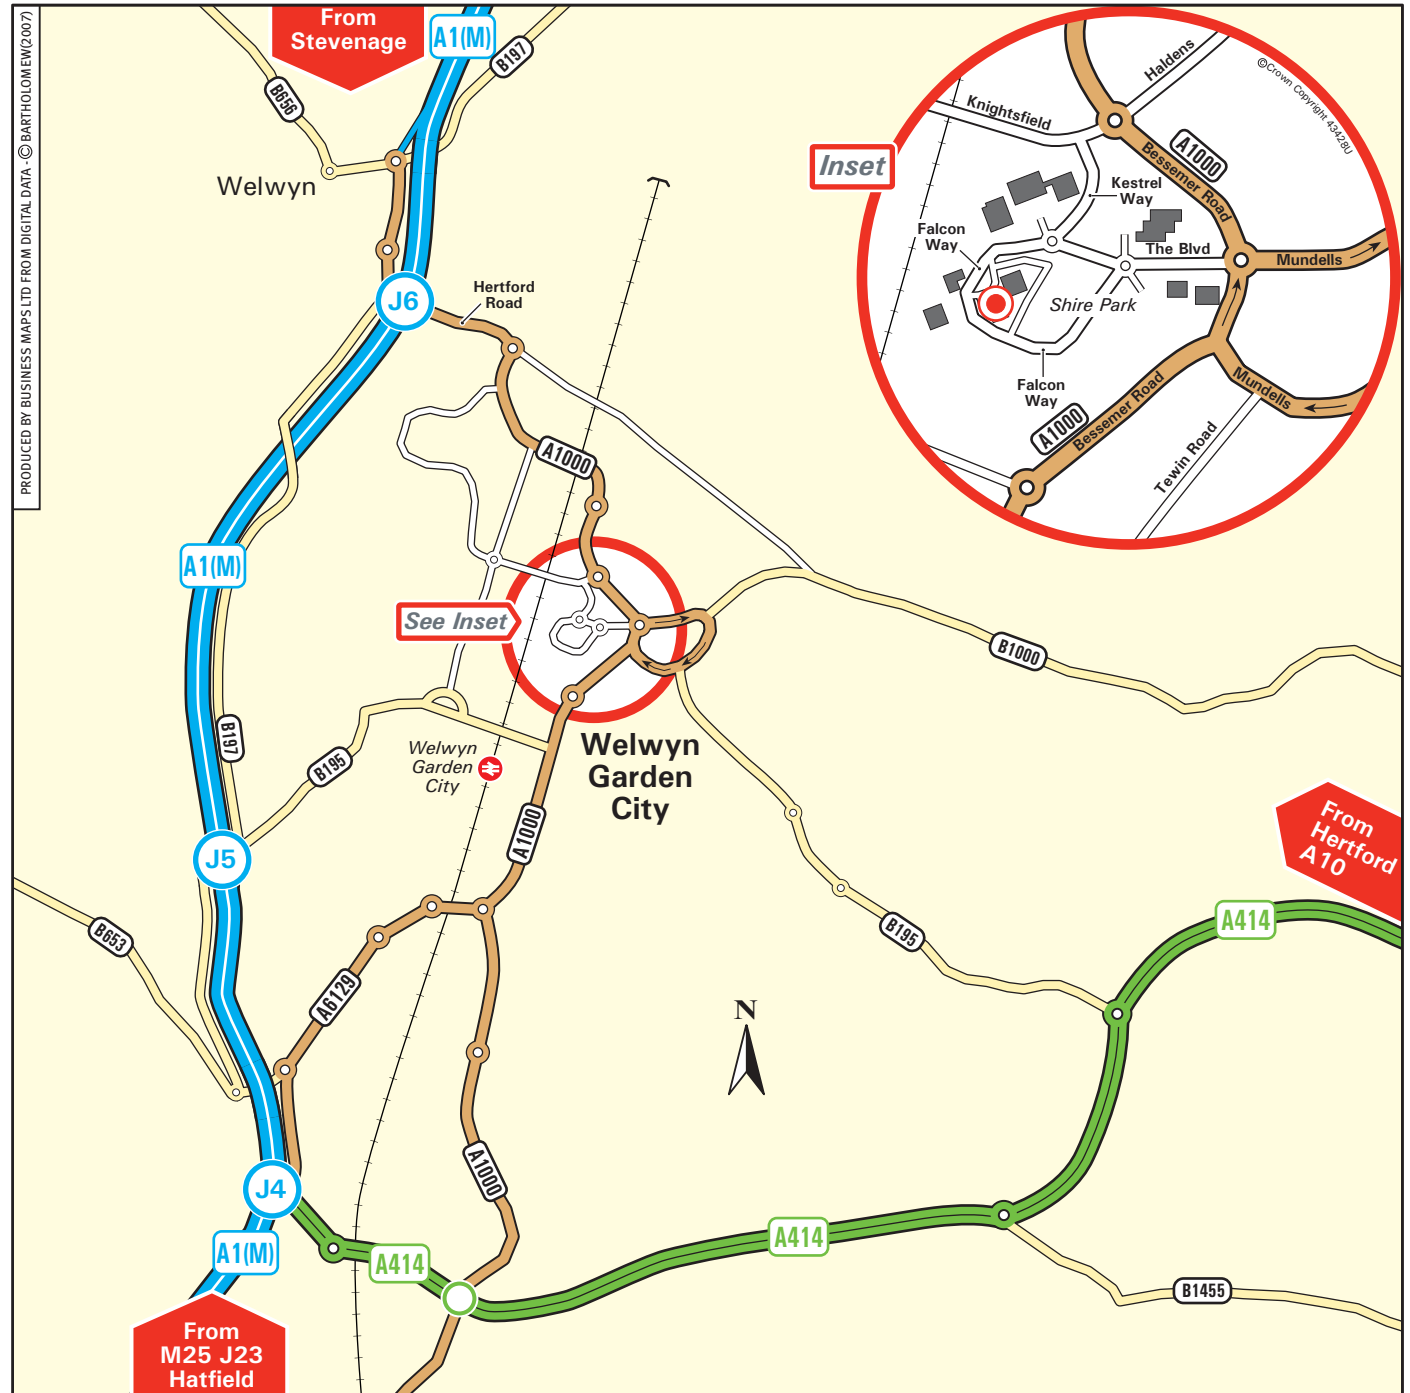 PRODUCED BY BUSINESS MAPS LTD FROM DIGITAL DATA - © BARTHOLOMEW(2007)
From
Stevenage
A1(M)
B197
B656
Welwyn
J6
Hertford
Road
A1000
A1(M)
See Inset
B1000
B197
B195
Welwyn
Garden
City
Welwyn
Garden
City
A1000
J5
From
Hertford
A10
A414
B653
B195
A6129
N
A1000
J4
A1(M)
A414
A414
B1455
From
M25 J23
Hatfield
Inset
©Crown Copyright 43428U
Haldens
Knightsfield
A1000
Bessemer Road
Kestrel
Way
Falcon
Way
The Blvd
Mundells
Shire Park
Falcon
Way
Mundells
A1000
Bessemer Road
Tewin Road